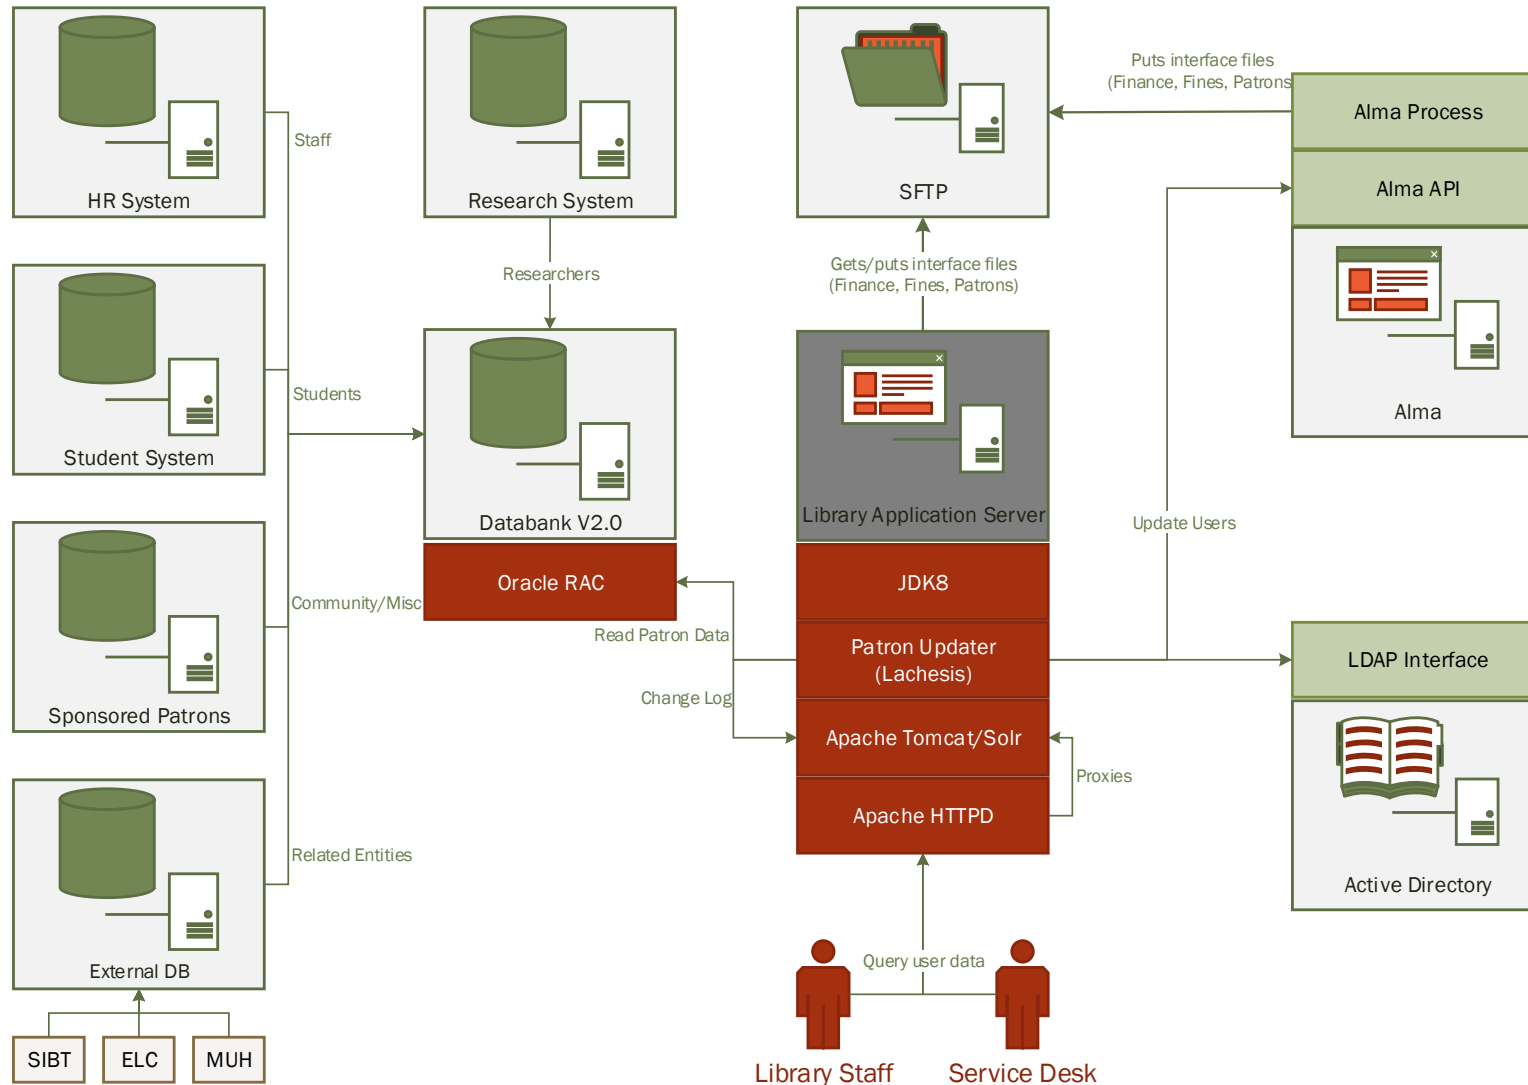 HR System
Staff
Research System
Researchers
SFTP
Puts interface files
(Finance, Fines, Patrons
Alma Process
Alma API
Alma
Gets/puts interface files
(Finance, Fines, Patrons)
Student System
Students
Databank V2.0
Oracle RAC
Library Application Server
JDK8
Patron Updater
(Lachesis)
Apache Tomcat/Solr
Apache HTTPD
Update Users
Community/Misc
Read Patron Data
Change Log
Proxies
LDAP Interface
Active Directory
Sponsored Patrons
Related Entities
External DB
SIBT
ELC
MUH
Query user data
Library Staff
Service Desk